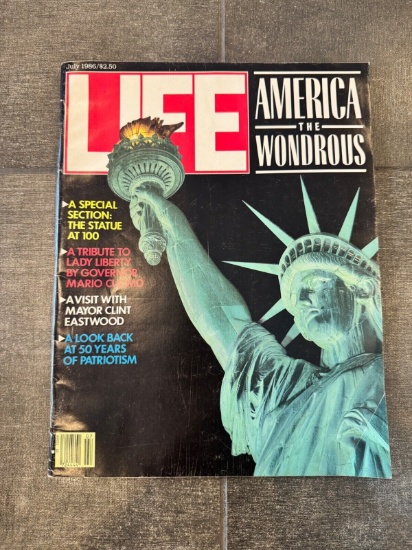 July 1986/$2.50
LIFE
AMERICA
THE
WONDROUS
A SPECIAL
SECTION:
THE STATUE
AT 100
A TRIBUTE TO
LADY LIBERTY
BY GOVERNOR
MARIO CUOMO
A VISIT WITH
MAYOR CLINT
EASTWOOD
A LOOK BACK
AT 50 YEARS
OF PATRIOTISM